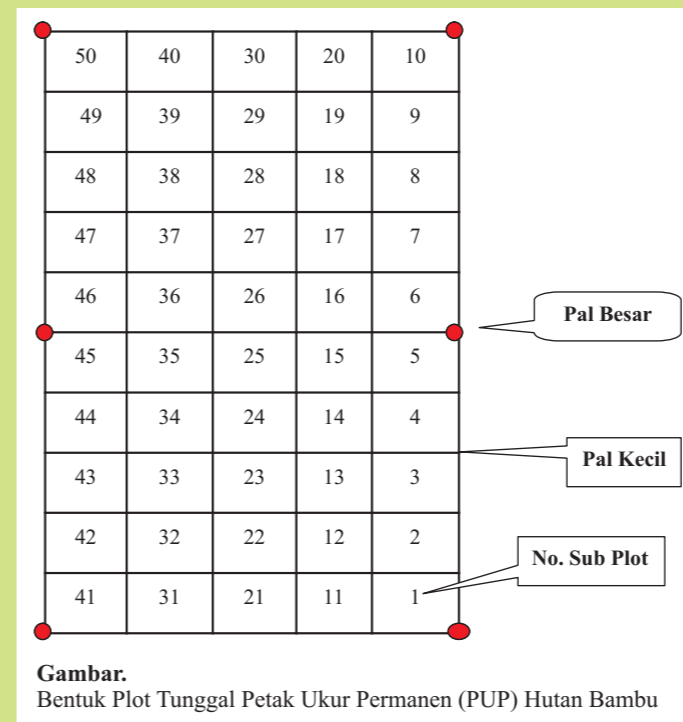 50 40 30 20 10
49 39 29 19 9
48 38 28 18 8
47 37 27 17 7
46 36 26 16 6
Pal Besar
45 35 25 15 5
44 34 24 14 4
Pal Kecil
43 33 23 13 3
42 32 22 12 2
No. Sub Plot
41 31 21 11 1
Gambar.
Bentuk Plot Tunggal Petak Ukur Permanen (PUP) Hutan Bambu